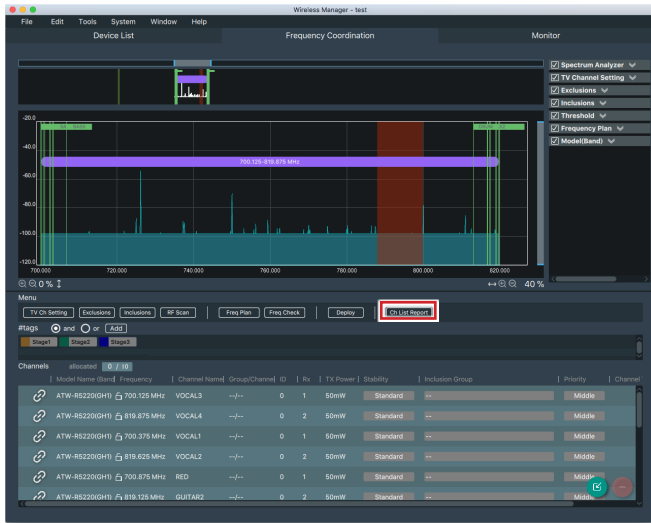 Wireless Manager - test
File Edit Tools System Window Help
Device List Frequency Coordination Monitor
Spectrum Analyzer
TV Channel Setting
Exclusions
Inclusions
Threshold
Frequency Plan
Model(Band)
-20.0
-40.0
700.125-819.875 MHz
-60.0
-80.0
-100.0
-120.0
700.000 720.000 740.000 760.000 780.000 800.000 820.000
0 % 40 %
Menu
TV Ch Setting Exclusions Inclusions RF Scan Freq Plan Freq Check Deploy Ch List Report
#tags and or Add
Stage1 Stage2 Stage3
Channels allocated 0 / 10
Model Name (Band) Frequency Channel Name Group/Channel ID Rx TX Power Stability Inclusion Group Priority Channel
ATW-R5220(GH1) 700.125 MHz VOCAL3 --/-- 0 1 50mW Standard -- Middle
ATW-R5220(GH1) 819.875 MHz VOCAL4 --/-- 0 2 50mW Standard -- Middle
ATW-R5220(GH1) 700.375 MHz VOCAL1 --/-- 0 1 50mW Standard -- Middle
ATW-R5220(GH1) 819.625 MHz VOCAL2 --/-- 0 2 50mW Standard -- Middle
ATW-R5220(GH1) 700.875 MHz RED --/-- 0 1 50mW Standard -- Middle
ATW-R5220(GH1) 819.125 MHz GUITAR2 --/-- 0 2 50mW Standard -- Middle